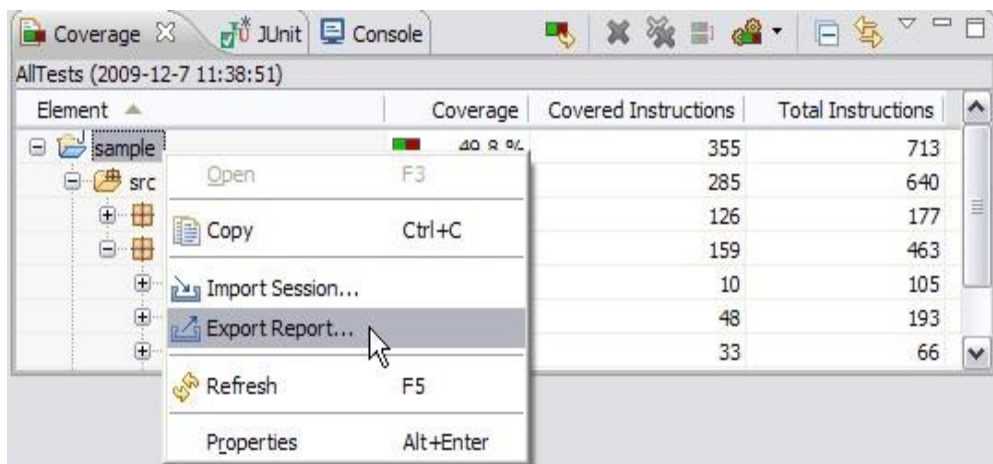 Coverage JUnit Console
AllTests (2009-12-7 11:38:51)
Element Coverage Covered Instructions Total Instructions
sample 49.8 % 355 713
src 285 640
126 177
159 463
10 105
48 193
33 66
Open F3
Copy Ctrl+C
Import Session...
Export Report...
Refresh F5
Properties Alt+Enter